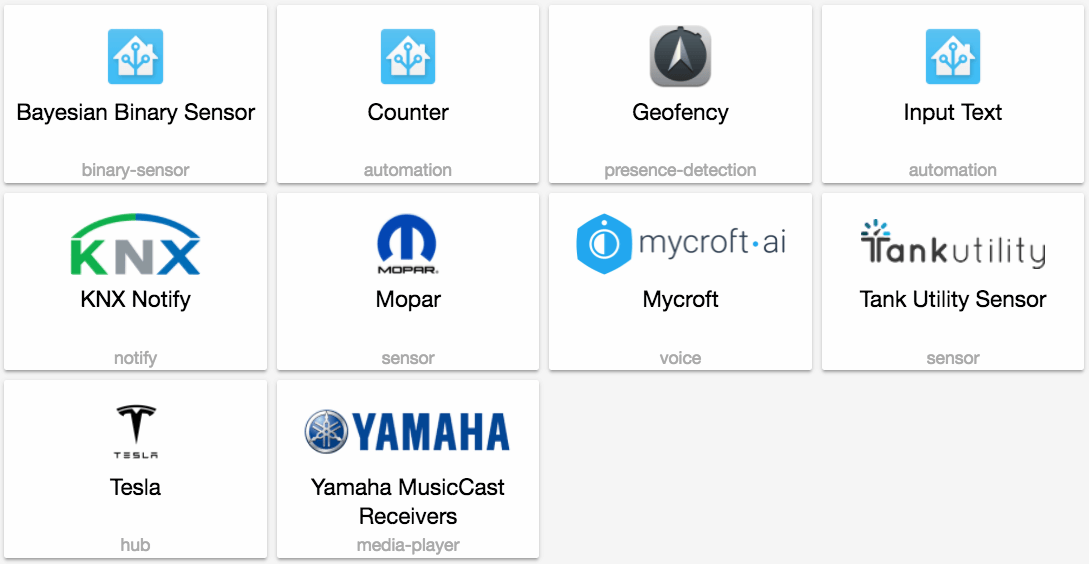 Bayesian Binary Sensor
binary-sensor
Counter
automation
Geofency
presence-detection
Input Text
automation
KNX
KNX Notify
notify
MOPAR
Mopar
sensor
mycroft·ai
Mycroft
voice
Tankutility
Tank Utility Sensor
sensor
TESLA
Tesla
hub
YAMAHA
Yamaha MusicCast
Receivers
media-player